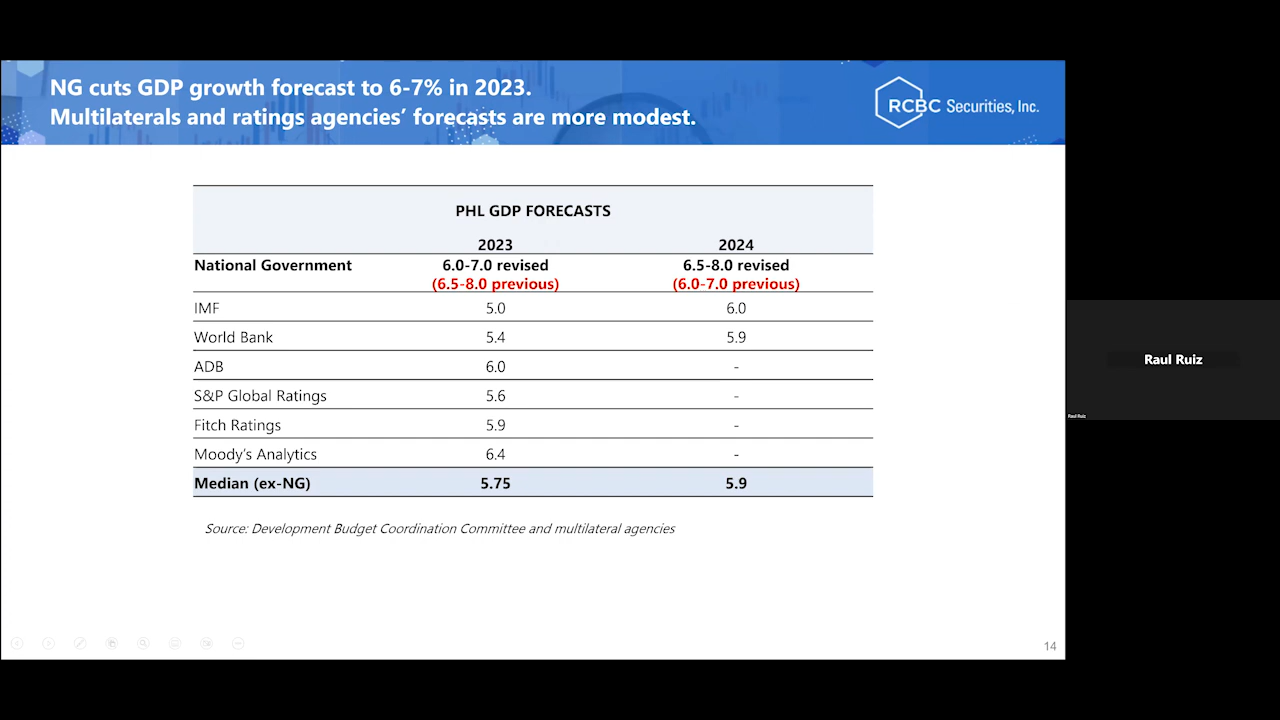 NG cuts GDP growth forecast to 6-7% in 2023.
Multilaterals and ratings agencies’ forecasts are more modest.
RCBC Securities, Inc.
PHL GDP FORECASTS
2023 2024
National Government 6.0-7.0 revised 6.5-8.0 revised
(6.5-8.0 previous) (6.0-7.0 previous)
IMF 5.0 6.0
World Bank 5.4 5.9
ADB 6.0 -
S&P Global Ratings 5.6 -
Fitch Ratings 5.9 -
Moody’s Analytics 6.4 -
Median (ex-NG) 5.75 5.9
Source: Development Budget Coordination Committee and multilateral agencies
14
Raul Ruiz
Raul Ruiz